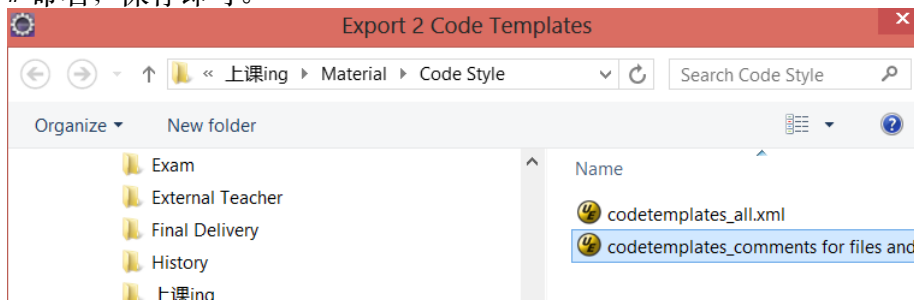 Export 2 Code Templates
« 上课ing Material Code Style
Search Code Style
Organize
New folder
Exam
External Teacher
Final Delivery
History
上课ing
Name
codetemplates_all.xml
codetemplates_comments for files and